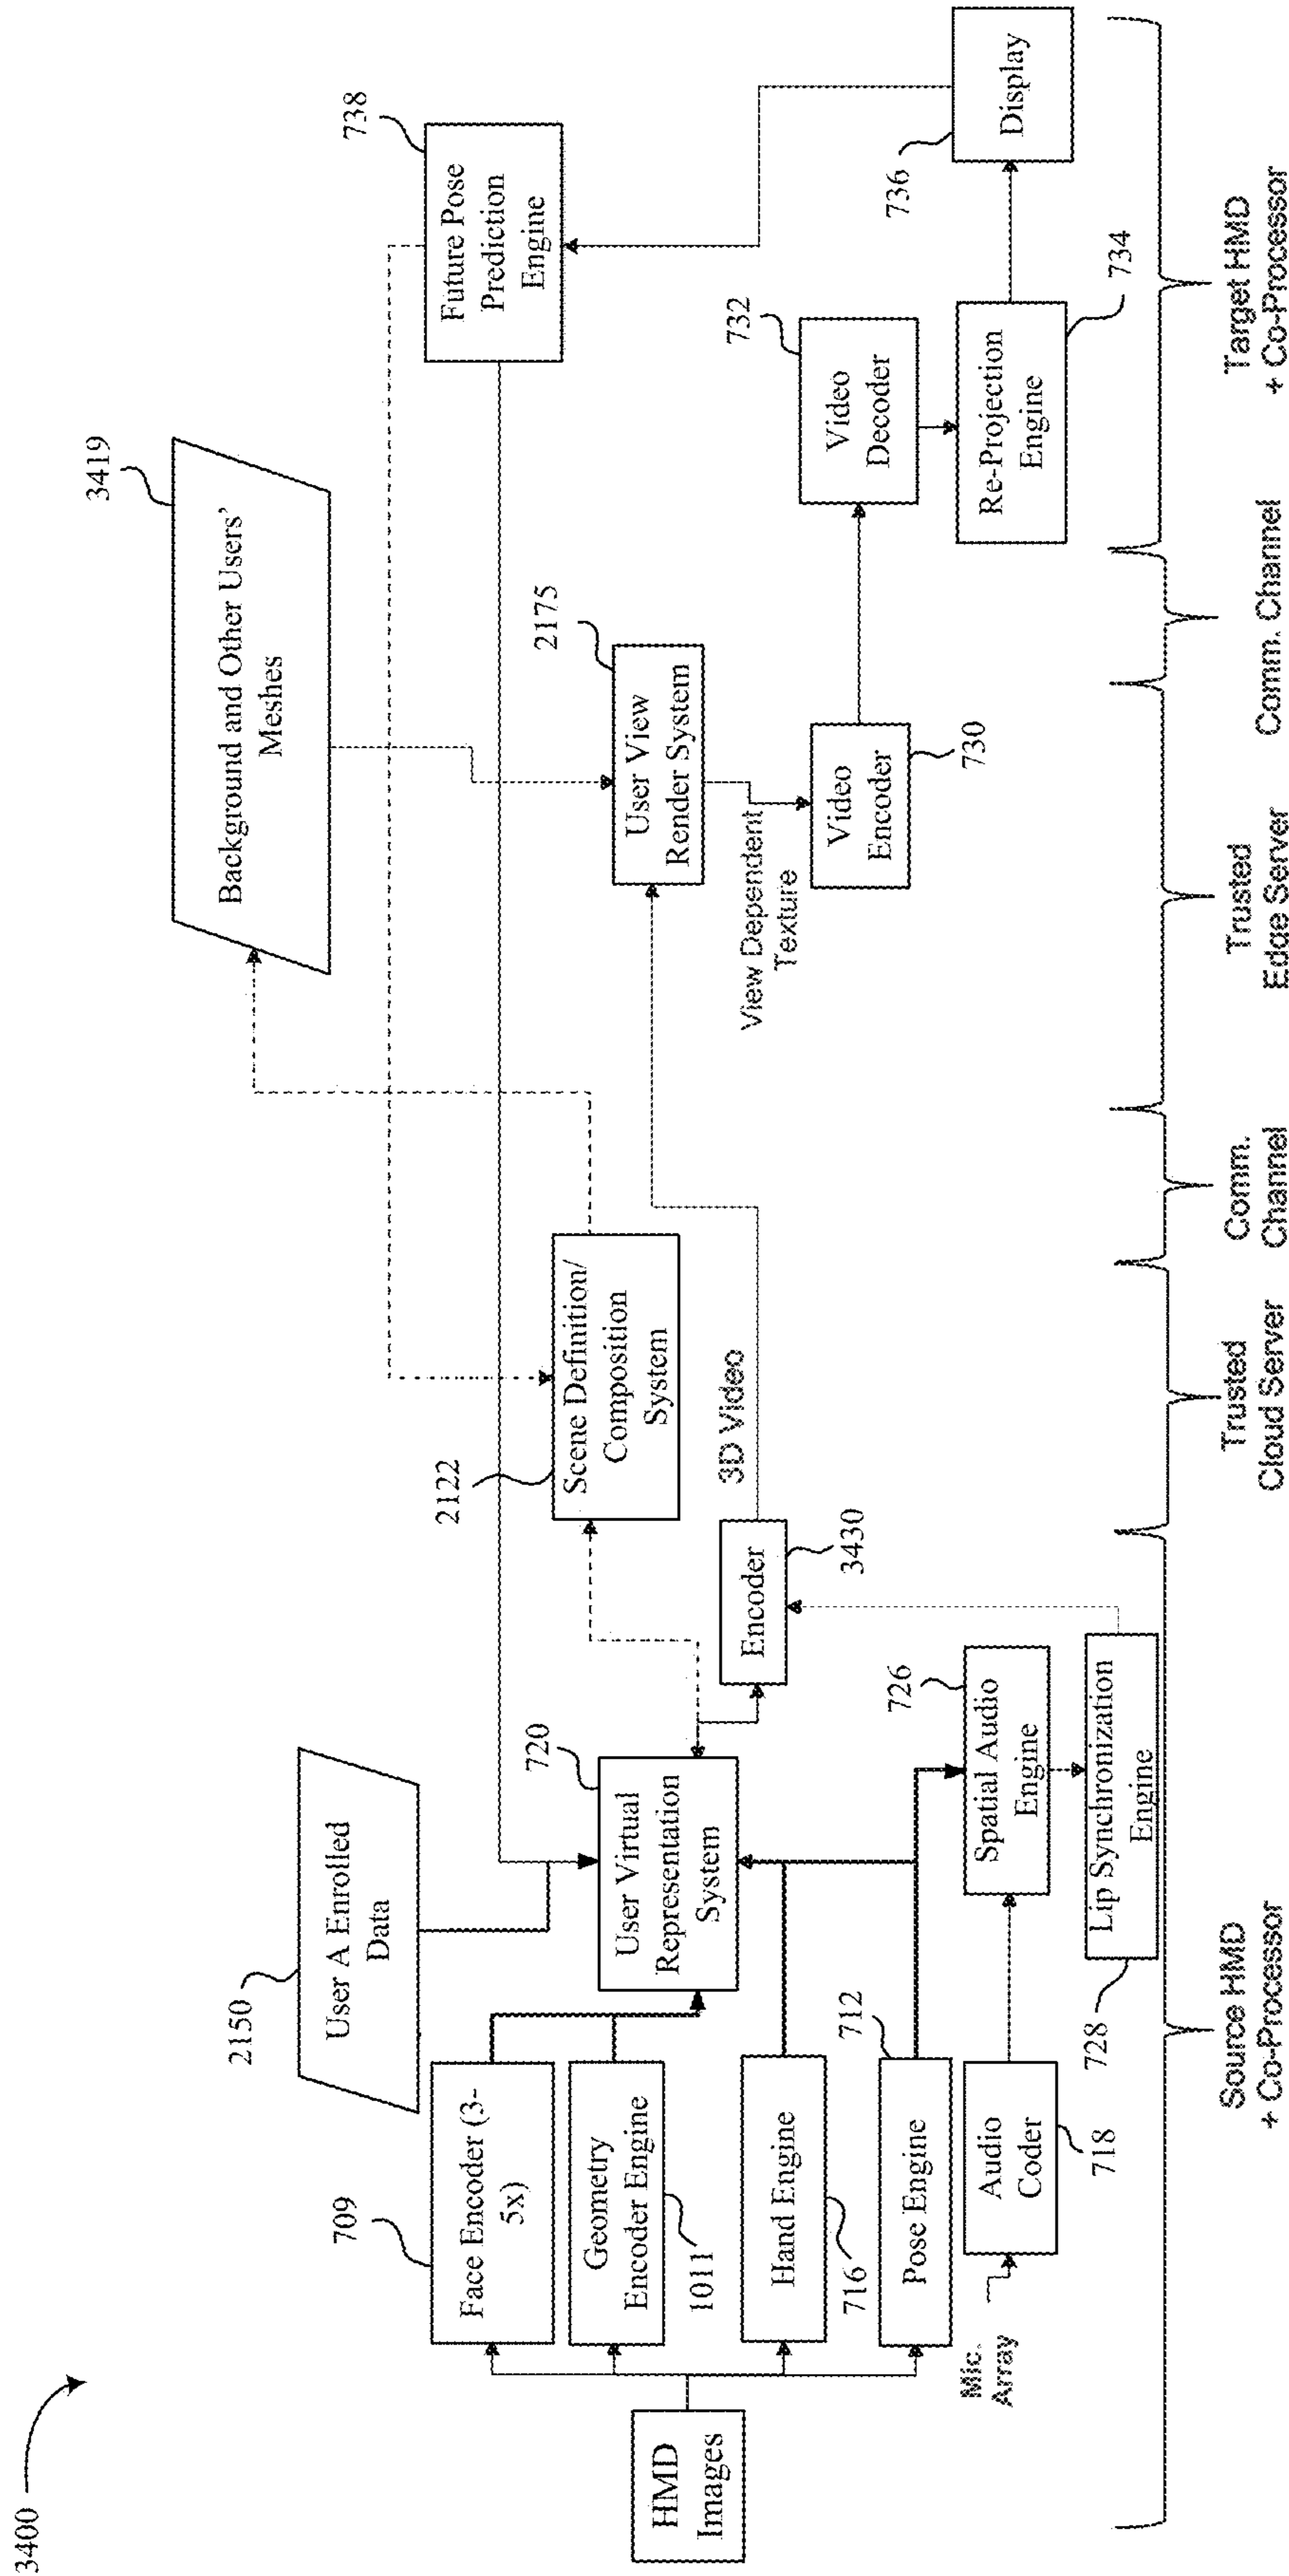 3400
HMD
Images
709
Face Encoder (3-
5x)
Geometry
Encoder Engine
1011
Hand Engine
716
Pose Engine
712
Mic.
Array
Audio
Coder
718
2150
User A Enrolled
Data
720
User Virtual
Representation
System
726
Spatial Audio
Engine
Lip Synchronization
Engine
728
Encoder
3430
3D Video
2122
Scene Definition/
Composition
System
3419
Background and Other Users'
Meshes
2175
User View
Render System
View Dependent
Texture
Video
Encoder
730
732
Video
Decoder
Re-Projection
Engine
734
738
Future Pose
Prediction
Engine
736
Display
Source HMD
+ Co-Processor
Trusted
Cloud Server
Comm.
Channel
Trusted
Edge Server
Comm. Channel
Target HMD
+ Co-Processor